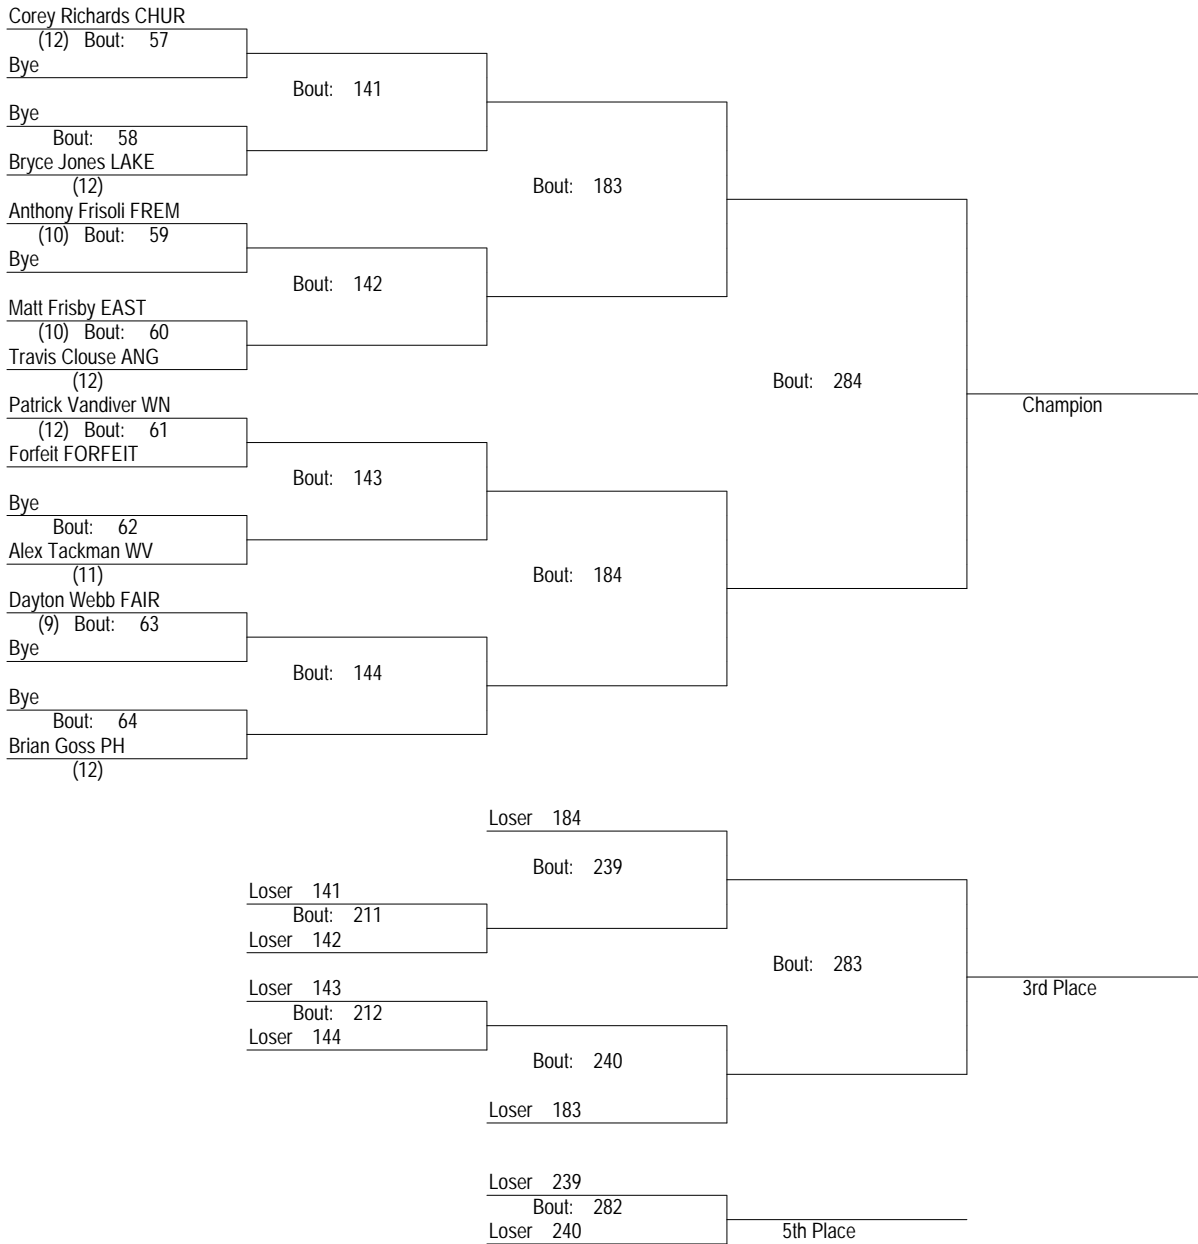 Corey Richards CHUR
(12) Bout: 57
Bye
Bout: 141
Bye
Bout: 58
Bryce Jones LAKE
(12)
Bout: 183
Anthony Frisoli FREM
(10) Bout: 59
Bye
Bout: 142
Matt Frisby EAST
(10) Bout: 60
Travis Clouse ANG
(12)
Bout: 284
Champion
Patrick Vandiver WN
(12) Bout: 61
Forfeit FORFEIT
Bout: 143
Bye
Bout: 62
Alex Tackman WV
(11)
Bout: 184
Dayton Webb FAIR
(9) Bout: 63
Bye
Bout: 144
Bye
Bout: 64
Brian Goss PH
(12)
Loser 184
Bout: 239
Loser 141
Bout: 211
Loser 142
Bout: 283
3rd Place
Loser 143
Bout: 212
Loser 144
Bout: 240
Loser 183
Loser 239
Bout: 282
Loser 240
5th Place